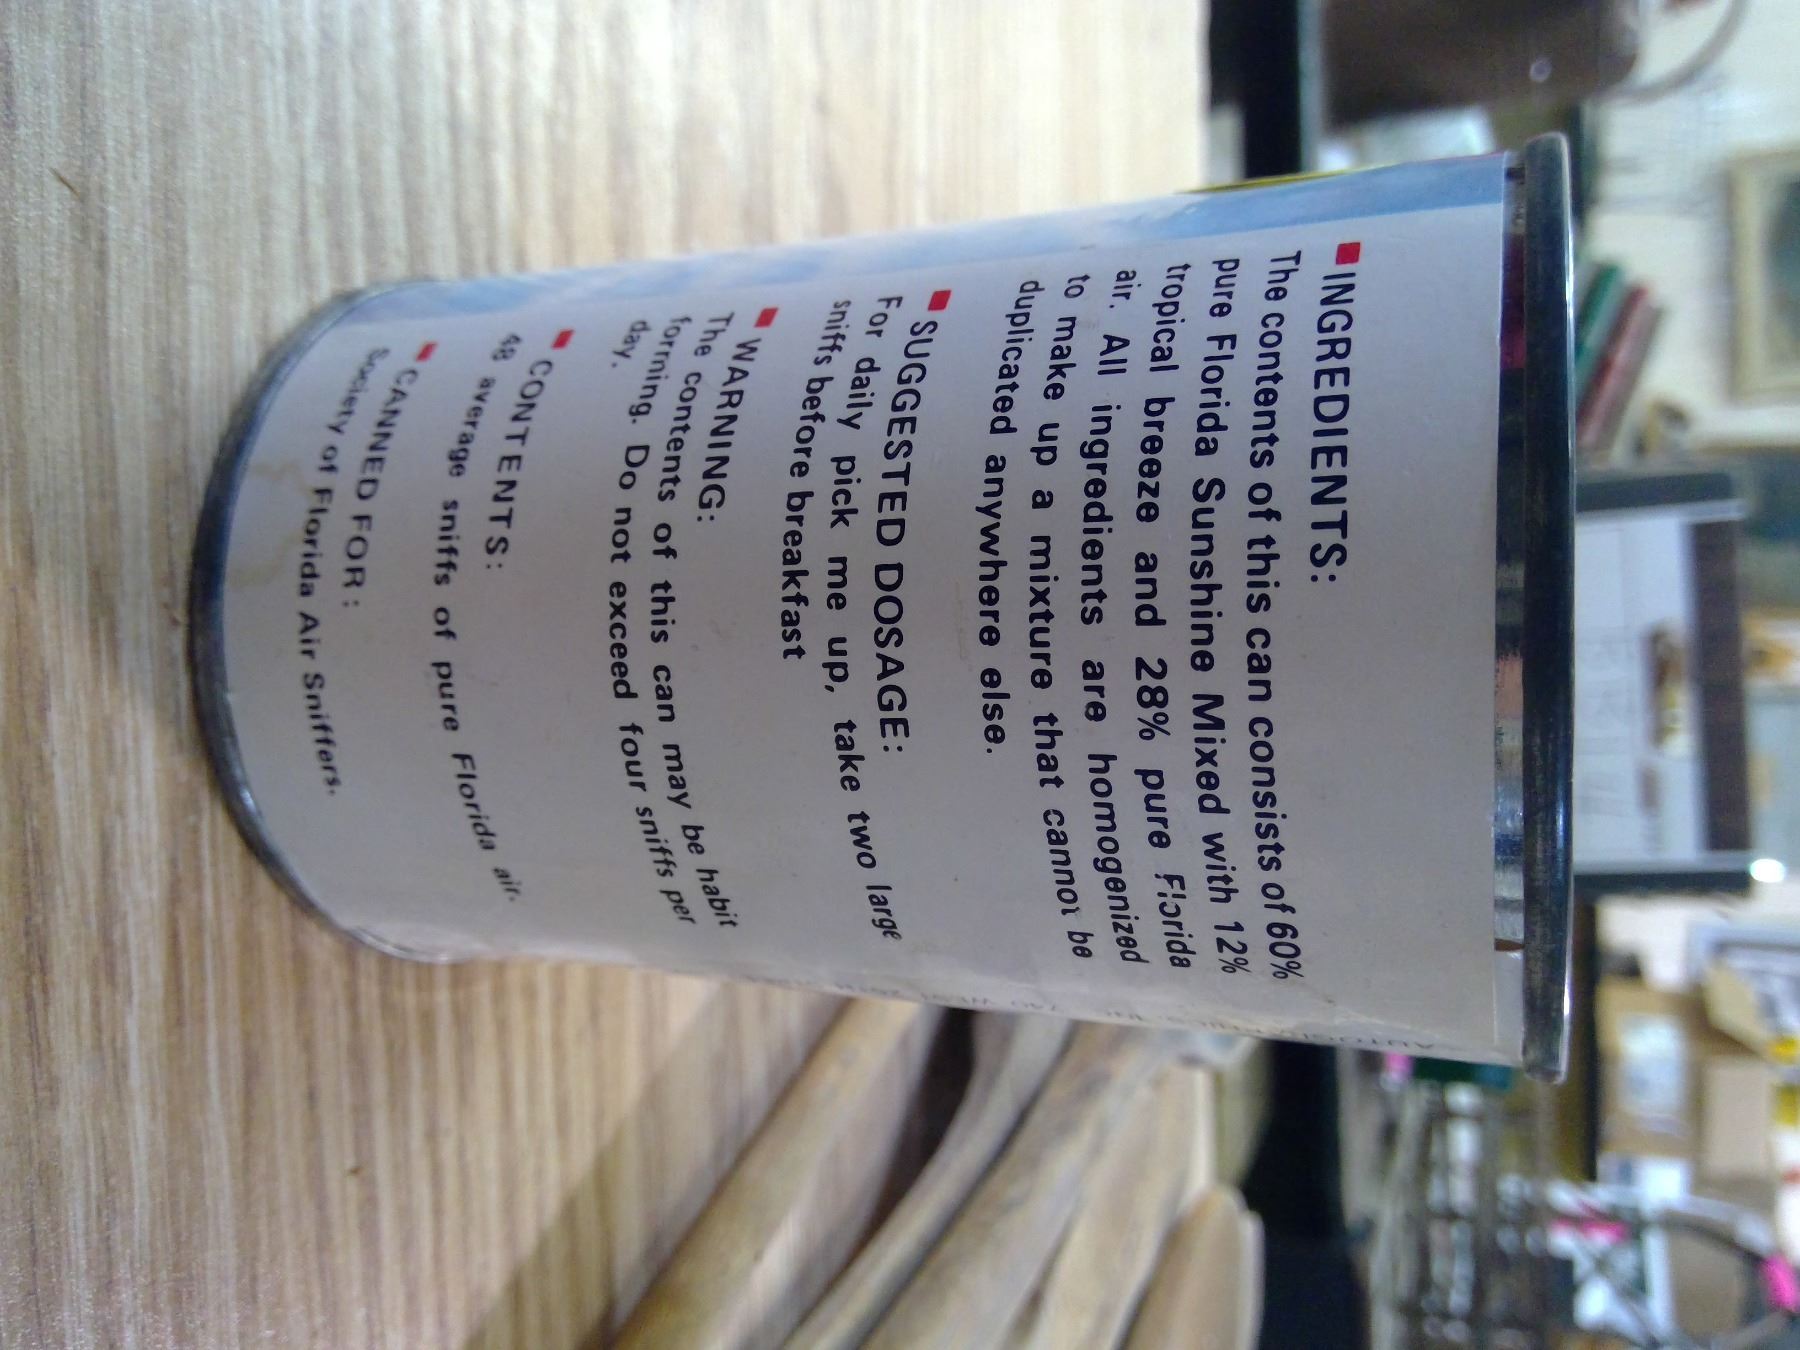 INGREDIENTS:
The contents of this can consists of 60%
pure Florida Sunshine Mixed with 12%
tropical breeze and 28% pure Florida
air. All ingredients are homogenized
to make up a mixture that cannot be
duplicated anywhere else.
SUGGESTED DOSAGE:
For daily pick me up, take two large
sniffs before breakfast
WARNING:
The contents of this can may be habit
forming. Do not exceed four sniffs per
day.
CONTENTS:
average sniffs of pure Florida air.
CANNED FOR:
Society of Florida Air Sniffers.